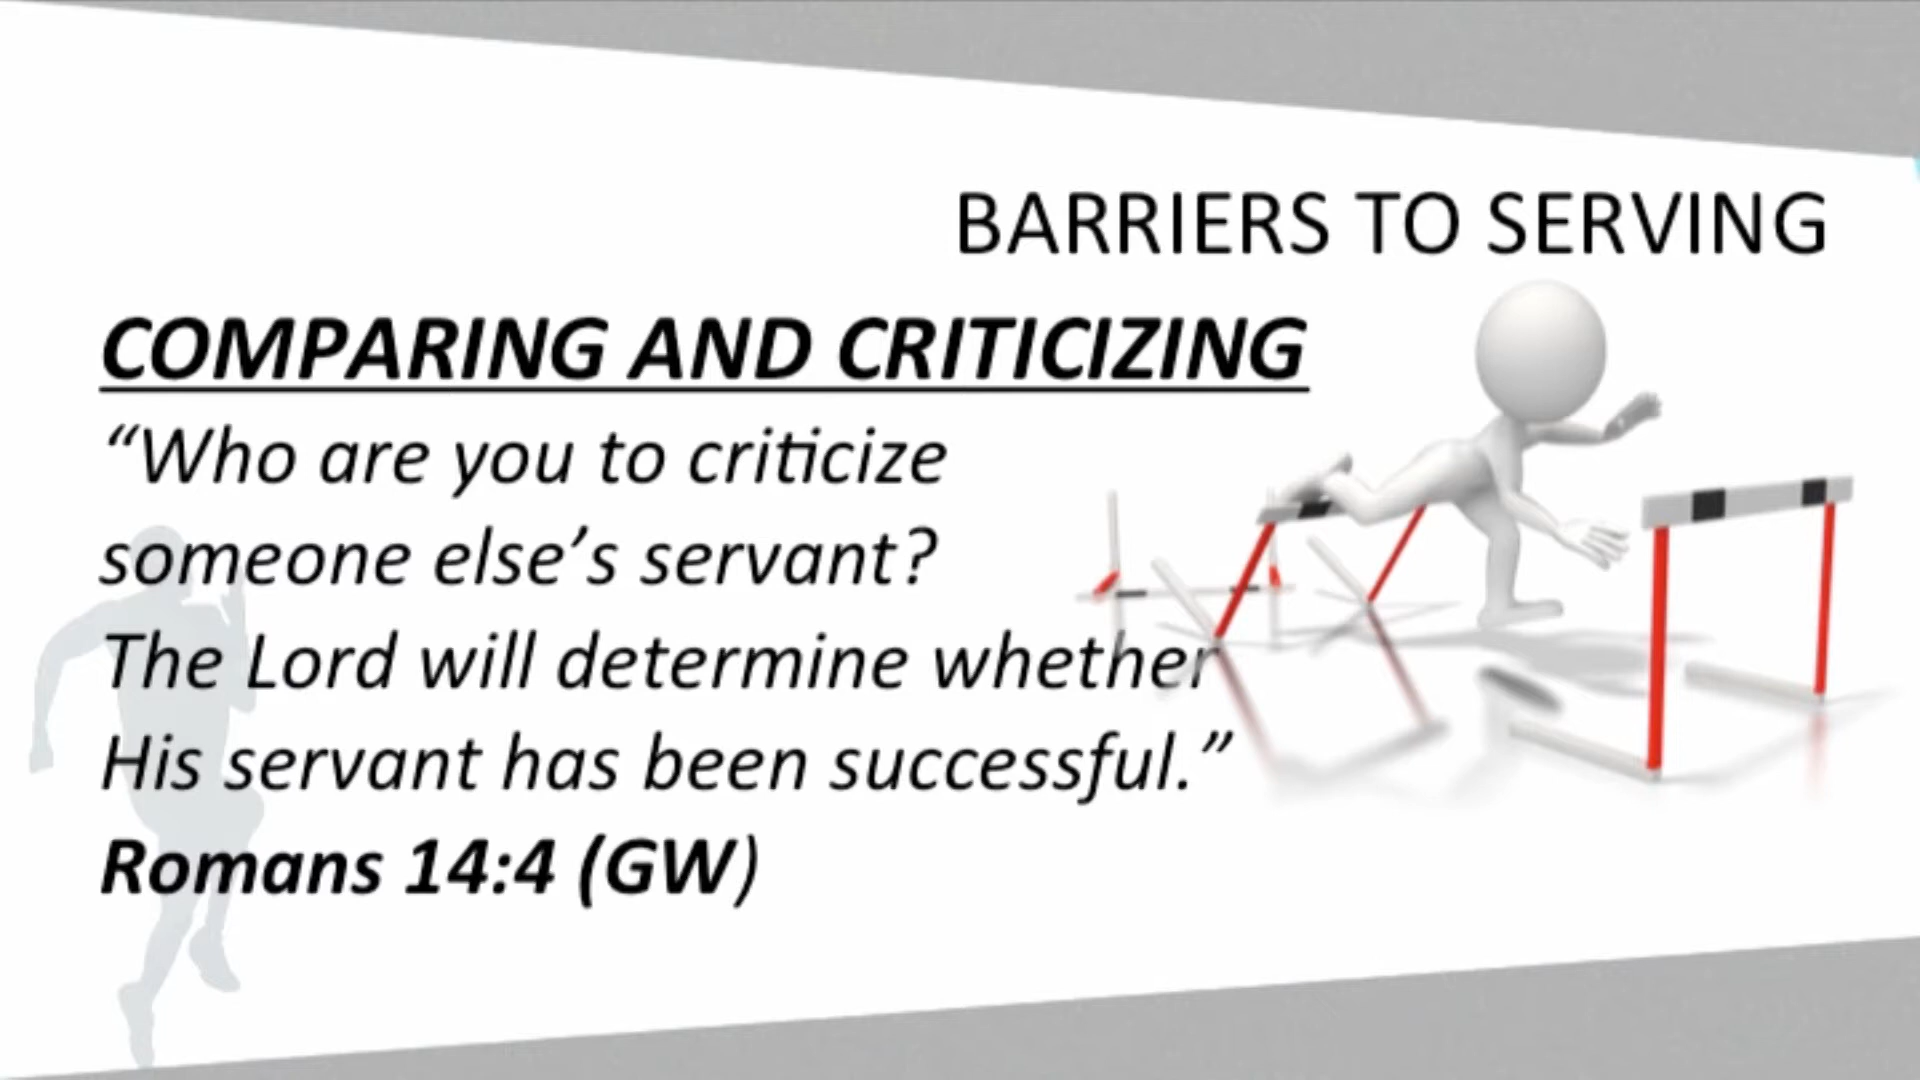 BARRIERS TO SERVING
COMPARING AND CRITICIZING
“Who are you to criticize
someone else’s servant?
The Lord will determine whether
His servant has been successful.”
Romans 14:4 (GW)